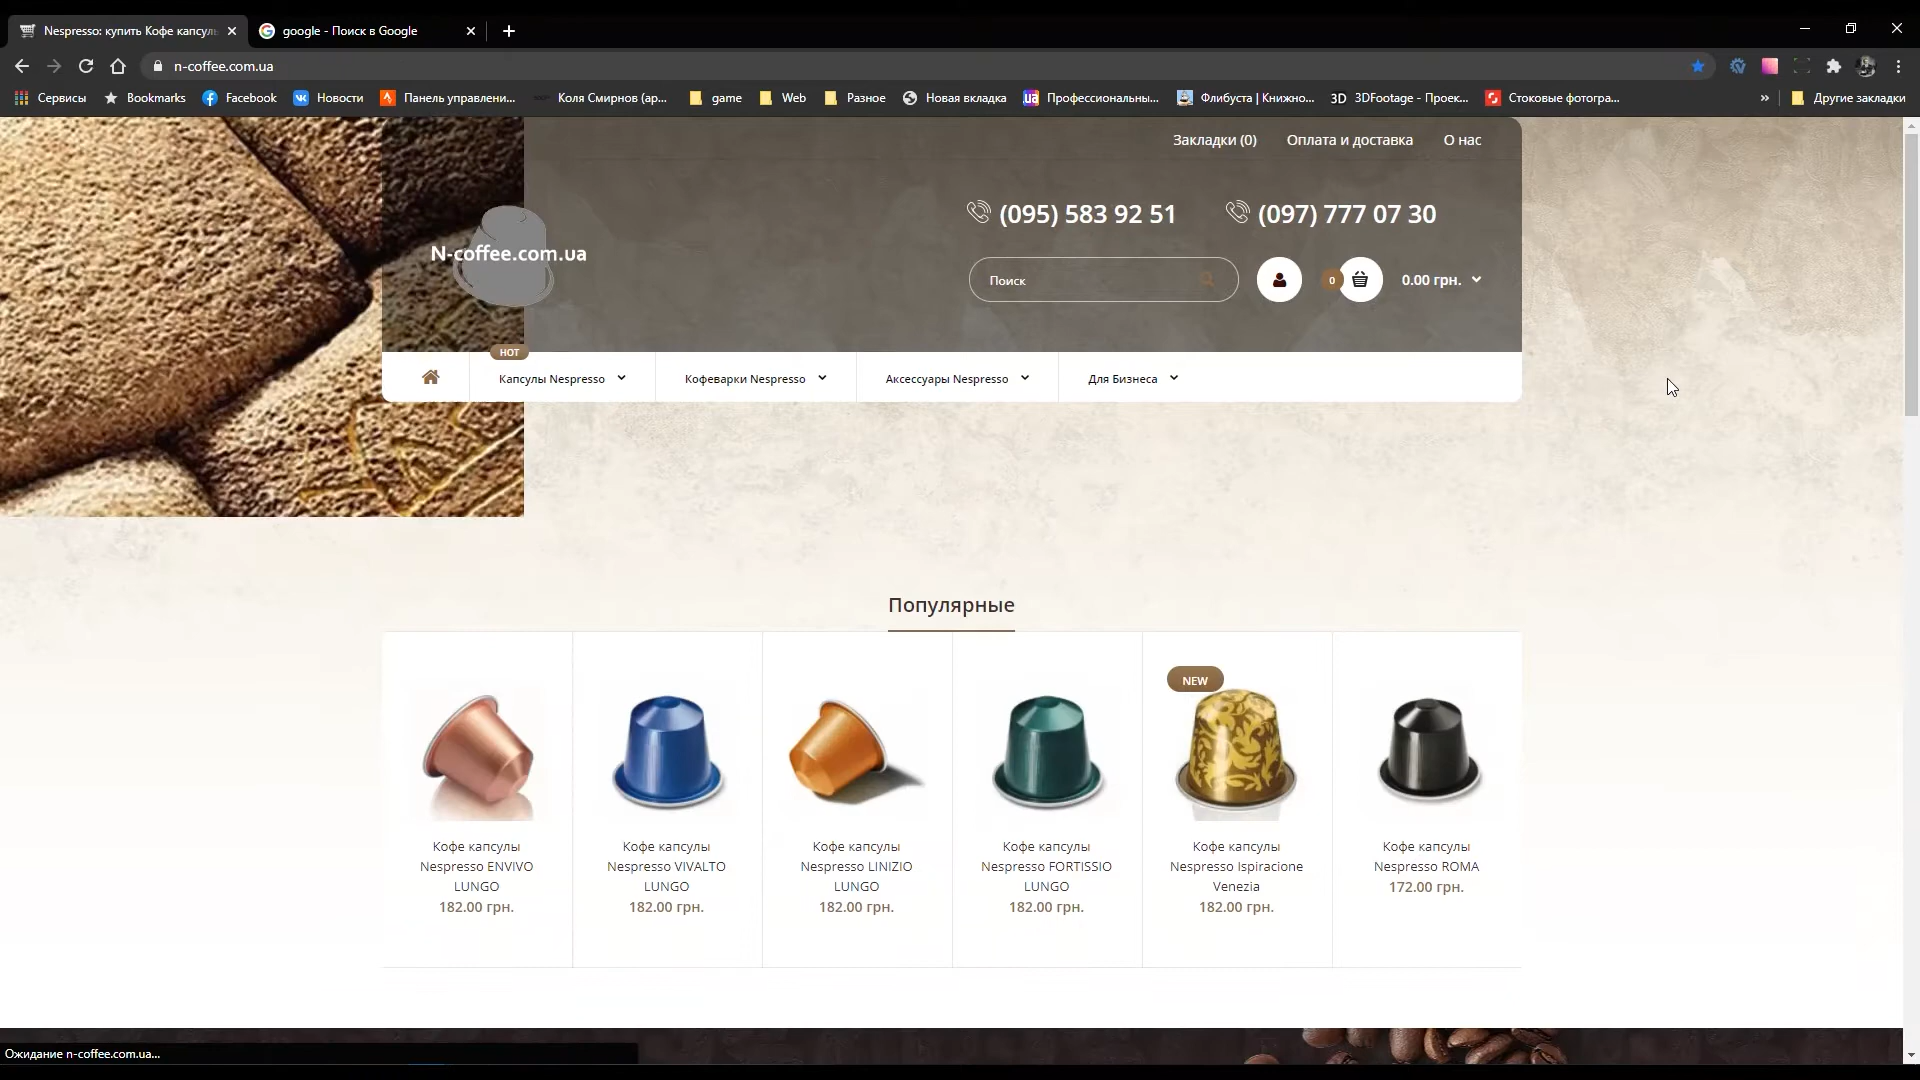 Nespresso: купить Кофе капсуль
google - Поиск в Google
n-coffee.com.ua
Сервисы
Bookmarks
Facebook
Новости
Панель управлени...
Коля Смирнов (ар...
game
Web
Разное
Новая вкладка
Профессиональны...
Флибуста | Книжно...
3D 3DFootage - Проек...
Стоковые фотогра...
»
Другие закладки
Закладки (0)
Оплата и доставка
О нас
(095) 583 92 51
(097) 777 07 30
N-coffee.com.ua
Поиск
0
0.00 грн.
HOT
Капсулы Nespresso
Кофеварки Nespresso
Аксессуары Nespresso
Для Бизнеса
Популярные
Кофе капсулы
Nespresso ENVIVO
LUNGO
182.00 грн.
Кофе капсулы
Nespresso VIVALTO
LUNGO
182.00 грн.
Кофе капсулы
Nespresso LINIZIO
LUNGO
182.00 грн.
Кофе капсулы
Nespresso FORTISSIO
LUNGO
182.00 грн.
NEW
Кофе капсулы
Nespresso Ispiracione
Venezia
182.00 грн.
Кофе капсулы
Nespresso ROMA
172.00 грн.
Ожидание n-coffee.com.ua...